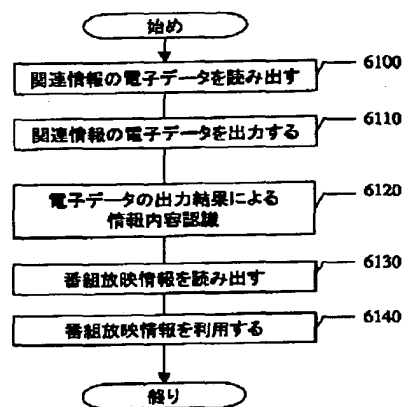 始め
関連情報の電子データを読み出す
6100
関連情報の電子データを出力する
6110
電子データの出力結果による
情報内容認識
6120
番組放映情報を読み出す
6130
番組放映情報を利用する
6140
終り